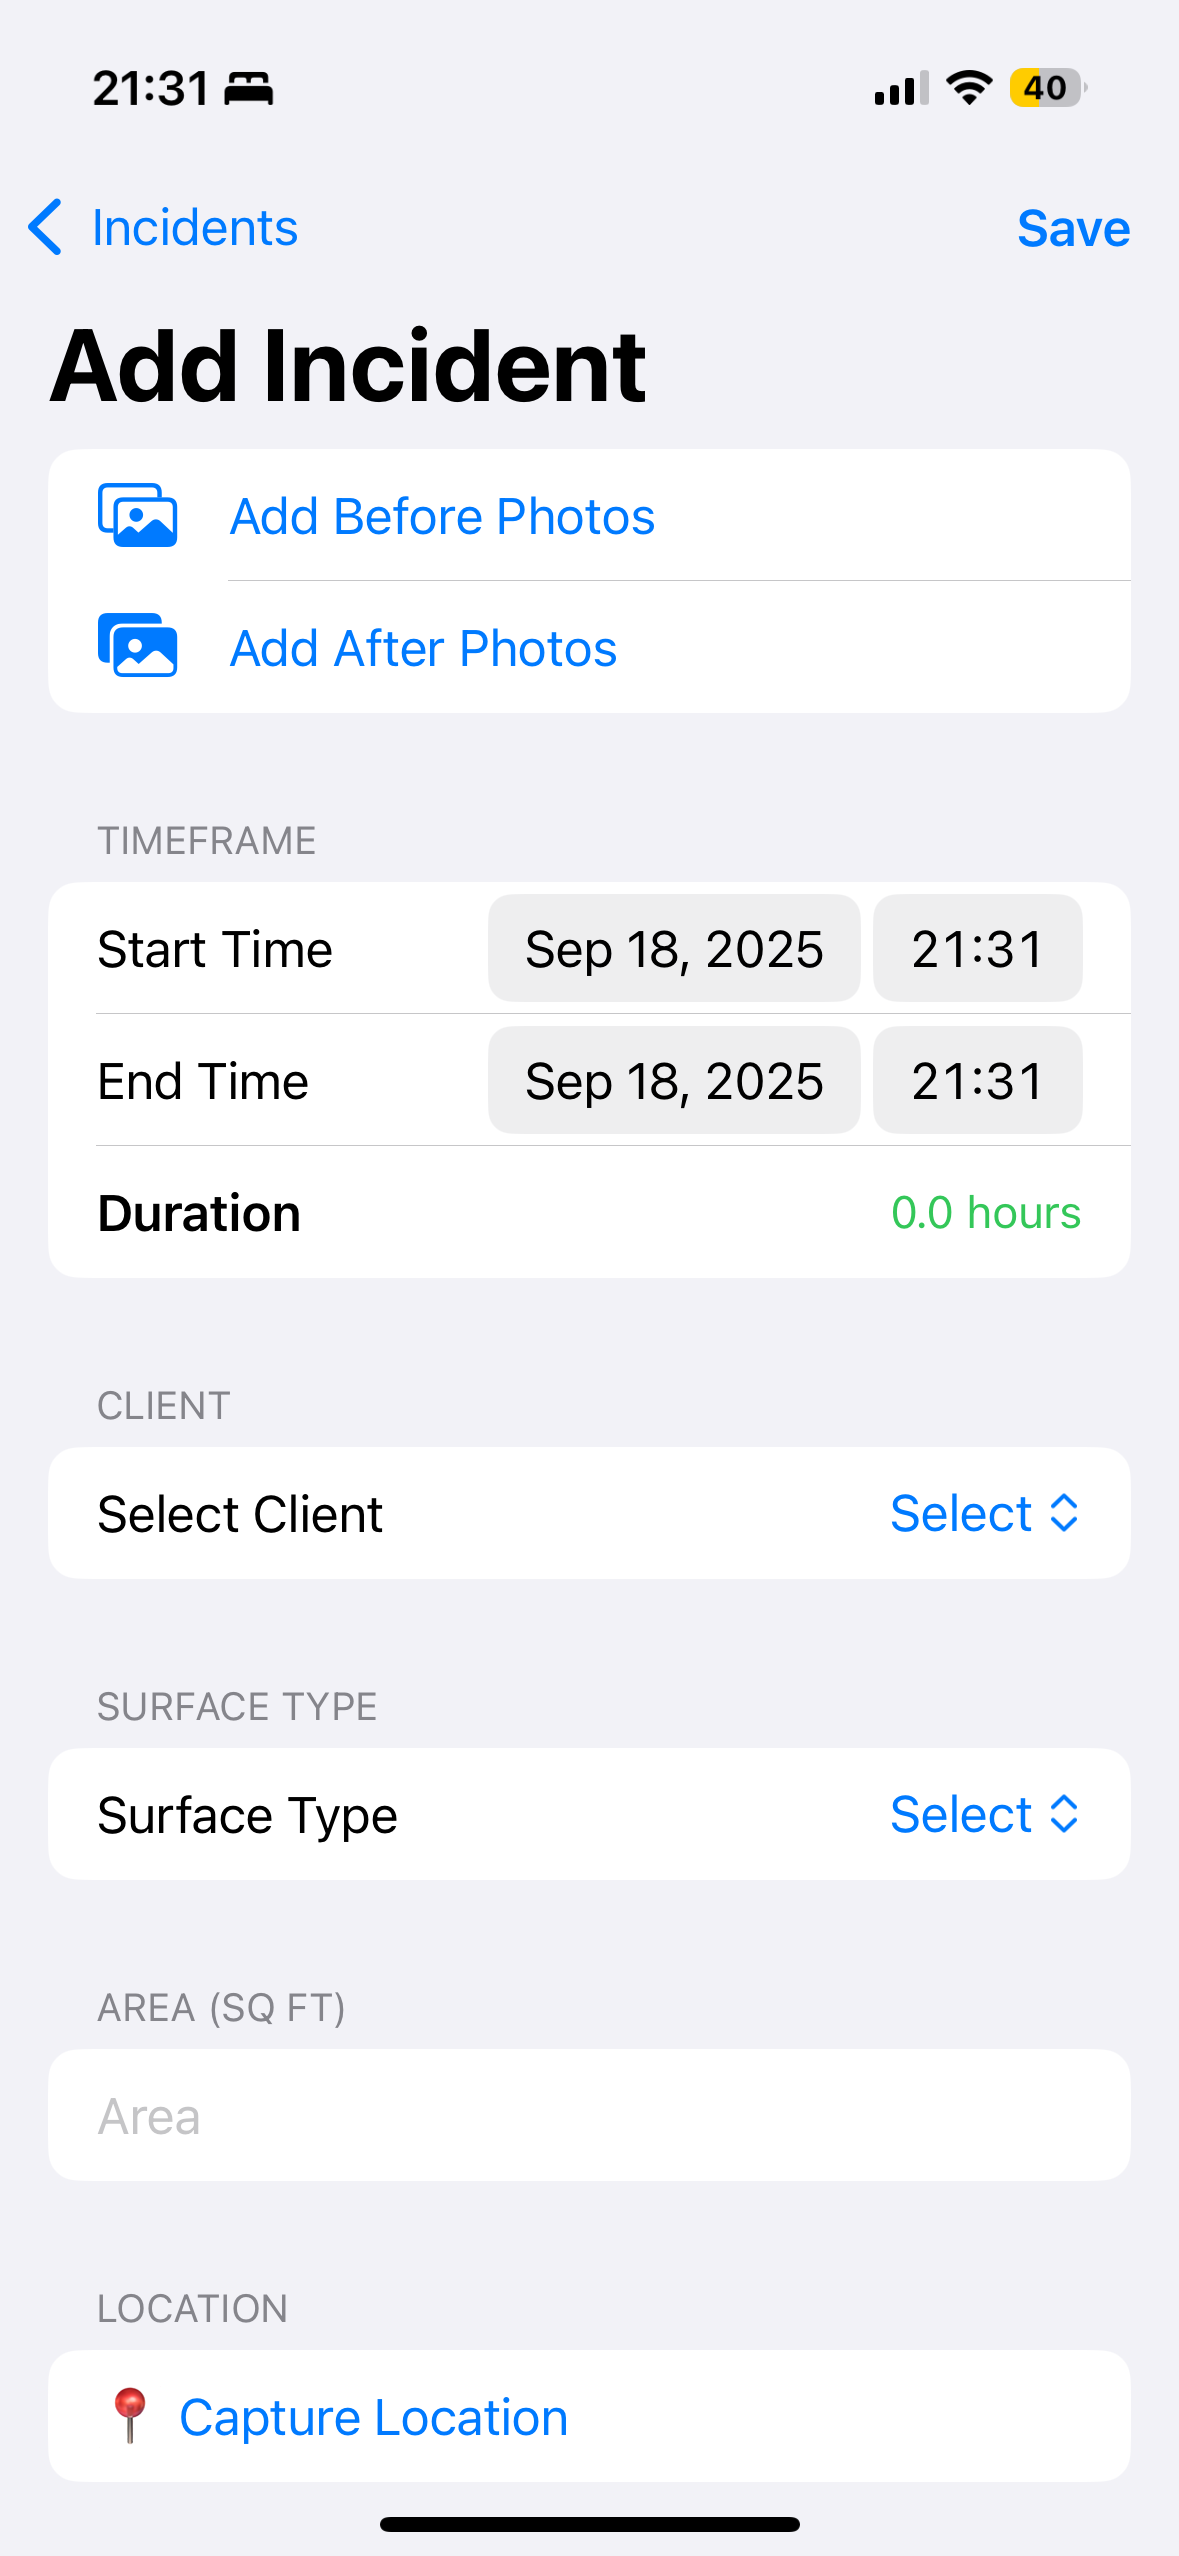 21:31
40
Incidents
Save
Add Incident
Add Before Photos
Add After Photos
TIMEFRAME
Start Time Sep 18, 2025 21:31
End Time Sep 18, 2025 21:31
Duration 0.0 hours
CLIENT
Select Client Select
SURFACE TYPE
Surface Type Select
AREA (SQ FT)
Area
LOCATION
Capture Location